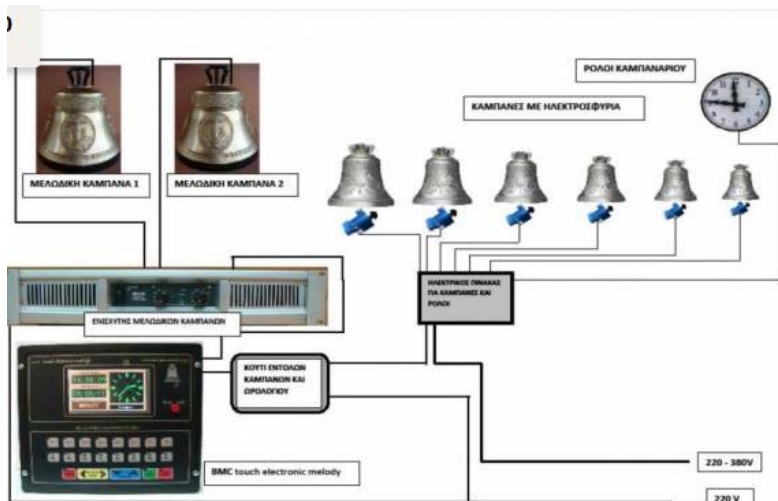 ΡΟΛΟΙ ΚΑΜΠΑΝΑΡΙΟΥ
ΚΑΜΠΑΝΕΣ ΜΕ ΗΛΕΚΤΡΟΣΦΥΡΙΑ
ΜΕΛΩΔΙΚΗ ΚΑΜΠΑΝΑ 1
ΜΕΛΩΔΙΚΗ ΚΑΜΠΑΝΑ 2
ΗΛΕΚΤΡΙΚΟΣ ΠΙΝΑΚΑΣ
ΓΙΑ ΚΑΜΠΑΝΕΣ ΚΑΙ
ΡΟΛΟΙ
ΕΝΙΣΧΥΤΗΣ ΜΕΛΩΔΙΚΩΝ ΚΑΜΠΑΝΩΝ
ΚΟΥΤΙ ΕΝΤΟΛΩΝ
ΚΑΜΠΑΝΩΝ ΚΑΙ
ΩΡΟΛΟΓΙΟΥ
BMC touch electronic melody
220 - 380V
220 V